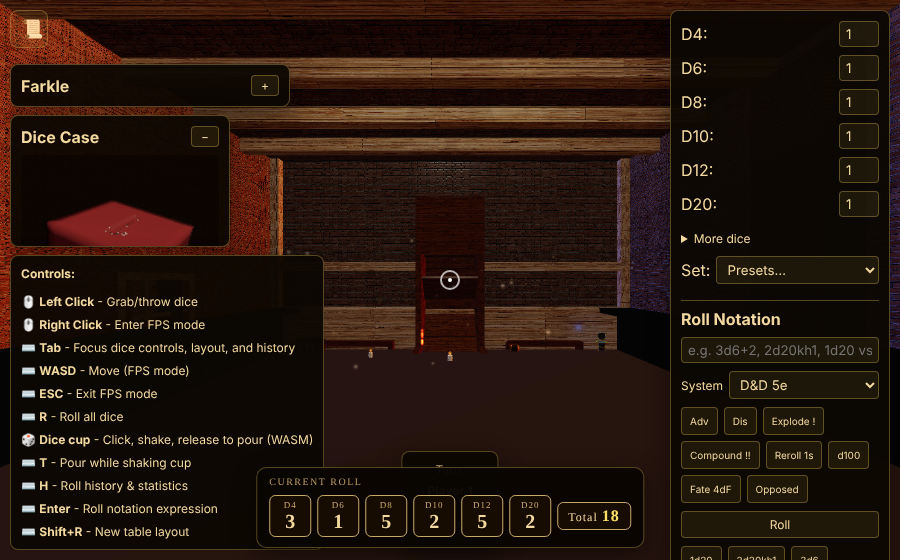 Farkle
+
Dice Case
−
Controls:
Left Click - Grab/throw dice
Right Click - Enter FPS mode
Tab - Focus dice controls, layout, and history
WASD - Move (FPS mode)
ESC - Exit FPS mode
R - Roll all dice
Dice cup - Click, shake, release to pour (WASM)
T - Pour while shaking cup
H - Roll history & statistics
Enter - Roll notation expression
Shift+R - New table layout
CURRENT ROLL
D4 D6 D8 D10 D12 D20
3 1 5 2 5 2 Total 18
D4: 1
D6: 1
D8: 1
D10: 1
D12: 1
D20: 1
More dice
Set: Presets...
Roll Notation
e.g. 3d6+2, 2d20kh1, 1d20 vs
System D&D 5e
Adv Dis Explode !
Compound !! Reroll 1s d100
Fate 4dF Opposed
Roll
1d20 2d20kh1 3d6